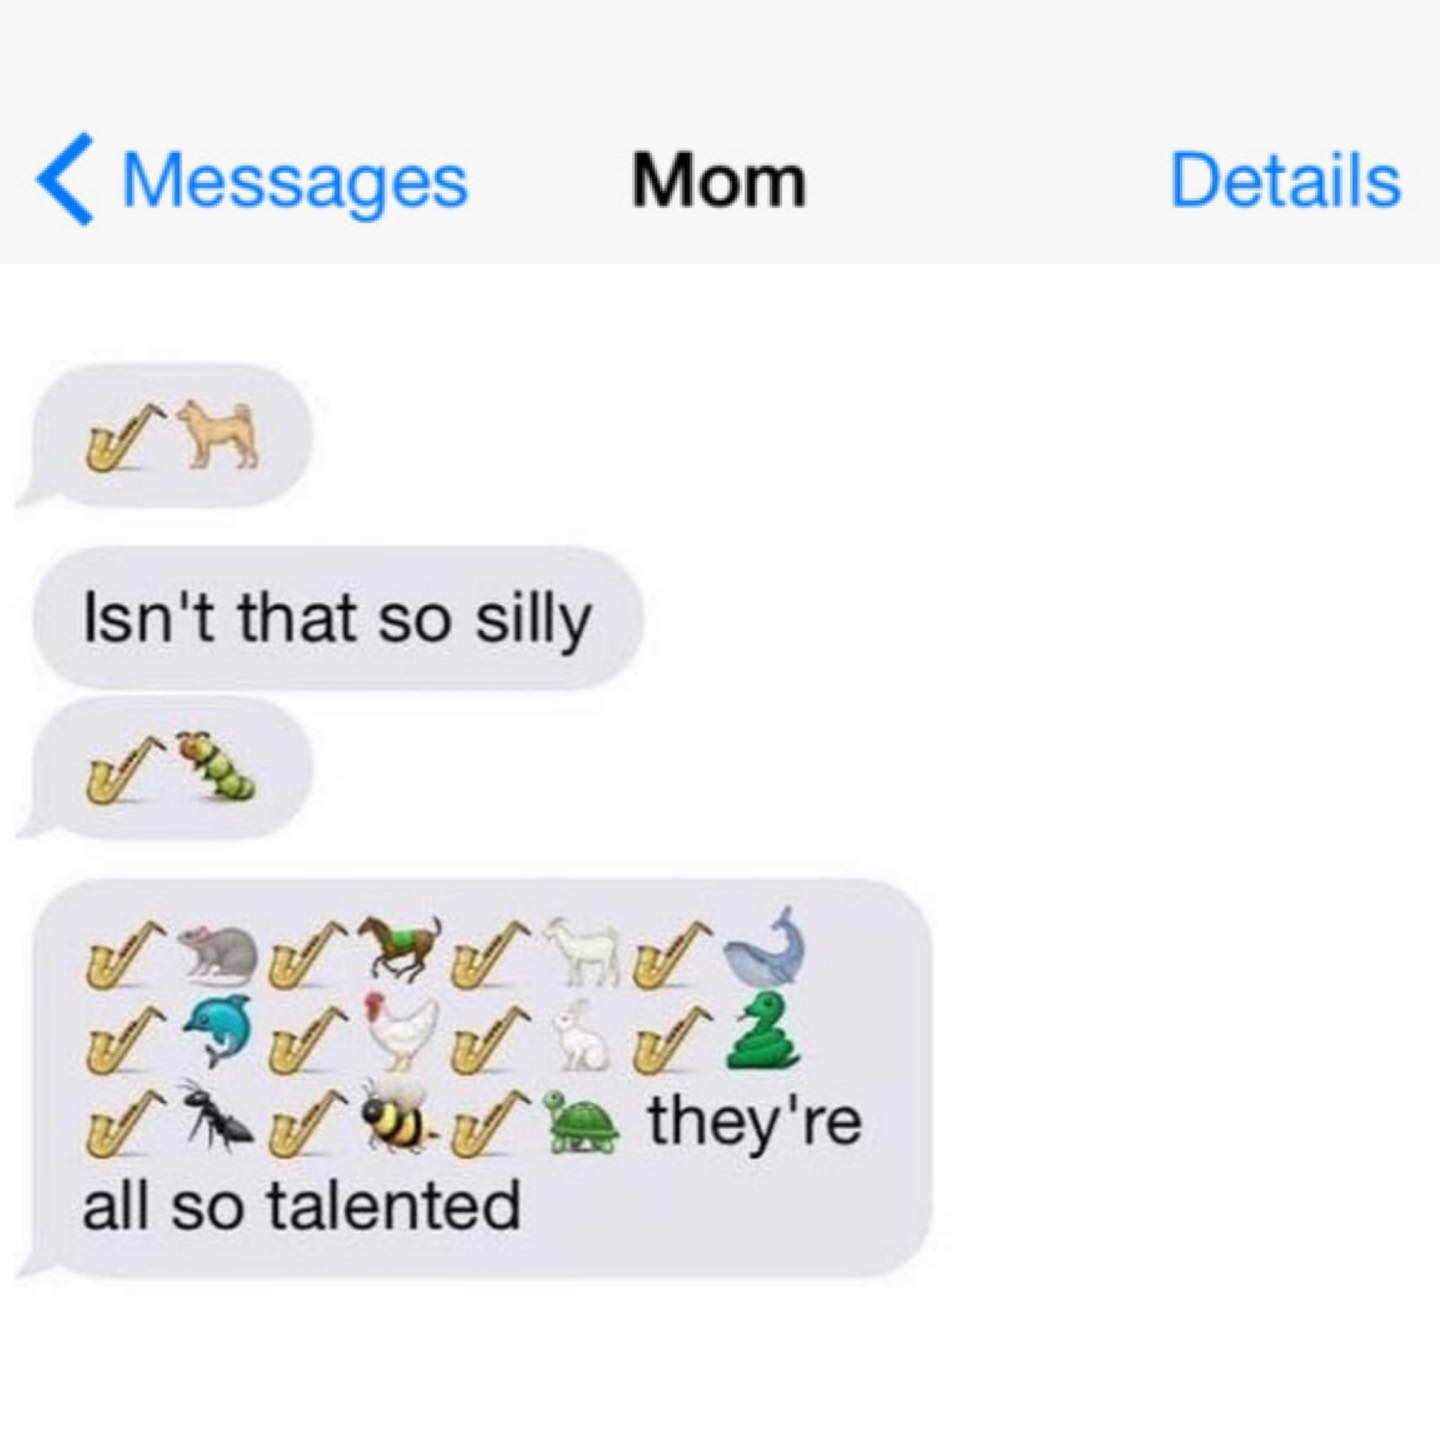 Messages Mom Details
🎷🐕
Isn't that so silly
🎷🐛
🎷🐀🎷🐎🎷🐐🎷🐋
🎷🐬🎷🐓🎷🐇🎷🐍
🎷🐜🎷🐝🎷🐢 they're
all so talented